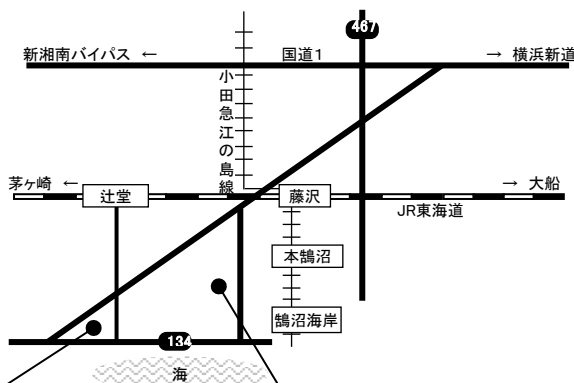 467
新湘南バイパス ←
国道1
→ 横浜新道
小田急江の島線
茅ヶ崎 ←
辻堂
藤沢
→ 大船
JR東海道
本鵠沼
鵠沼海岸
134
海